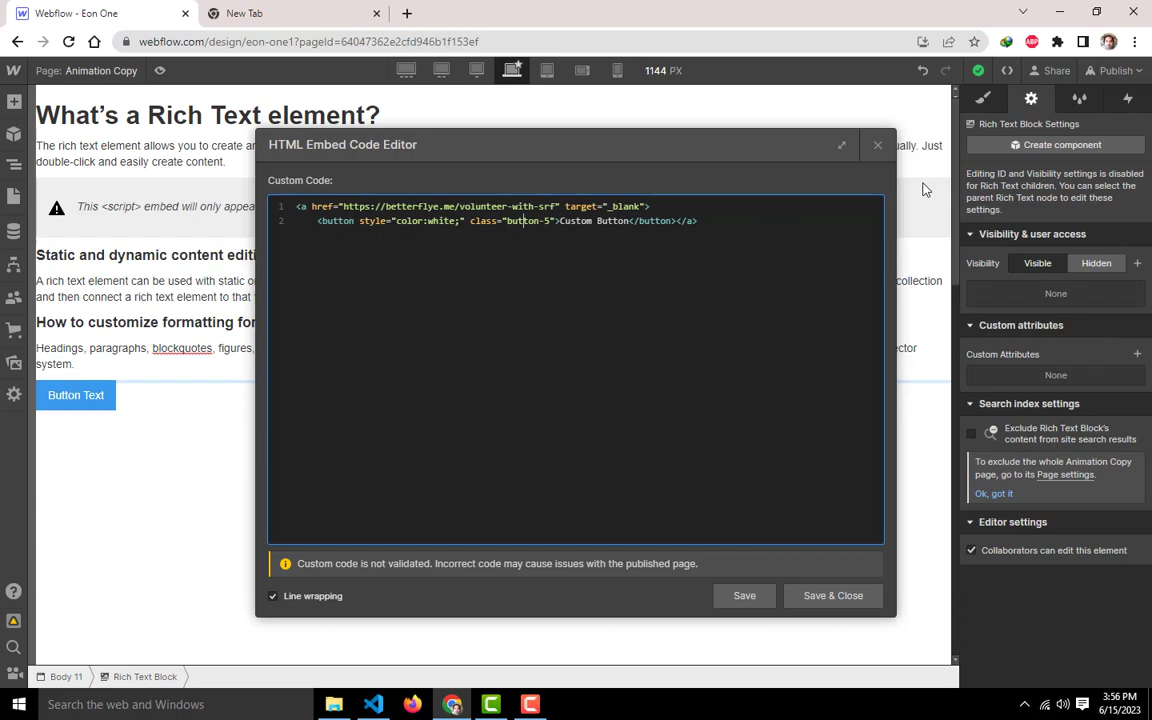 Webflow - Eon One
New Tab
webflow.com/design/eon-one1?pageId=64047362e2cfd946b1f153ef
ABP
Page: Animation Copy
1144 PX
Share
Publish
What's a Rich Text element?
The rich text element allows you to create an
ually. Just
double-click and easily create content.
This <script> embed will only appea
Static and dynamic content editi
A rich text element can be used with static o
collection
and then connect a rich text element to that
How to customize formatting for
Headings, paragraphs, blockquotes, figures,
ector
system.
Button Text
HTML Embed Code Editor
Custom Code:
1 <a href="https://betterflye.me/volunteer-with-srf" target="_blank">
2 <button style="color:white;" class="button-5">Custom Button</button></a>
Custom code is not validated. Incorrect code may cause issues with the published page.
Line wrapping
Save
Save & Close
Rich Text Block Settings
Create component
Editing ID and Visibility settings is disabled
for Rich Text children. You can select the
parent Rich Text node to edit these
settings.
Visibility & user access
Visibility
Visible
Hidden
None
Custom attributes
Custom Attributes
None
Search index settings
Exclude Rich Text Block's
content from site search results
To exclude the whole Animation Copy
page, go to its Page settings.
Ok, got it
Editor settings
Collaborators can edit this element
Body 11
Rich Text Block
Search the web and Windows
3:56 PM
6/15/2023